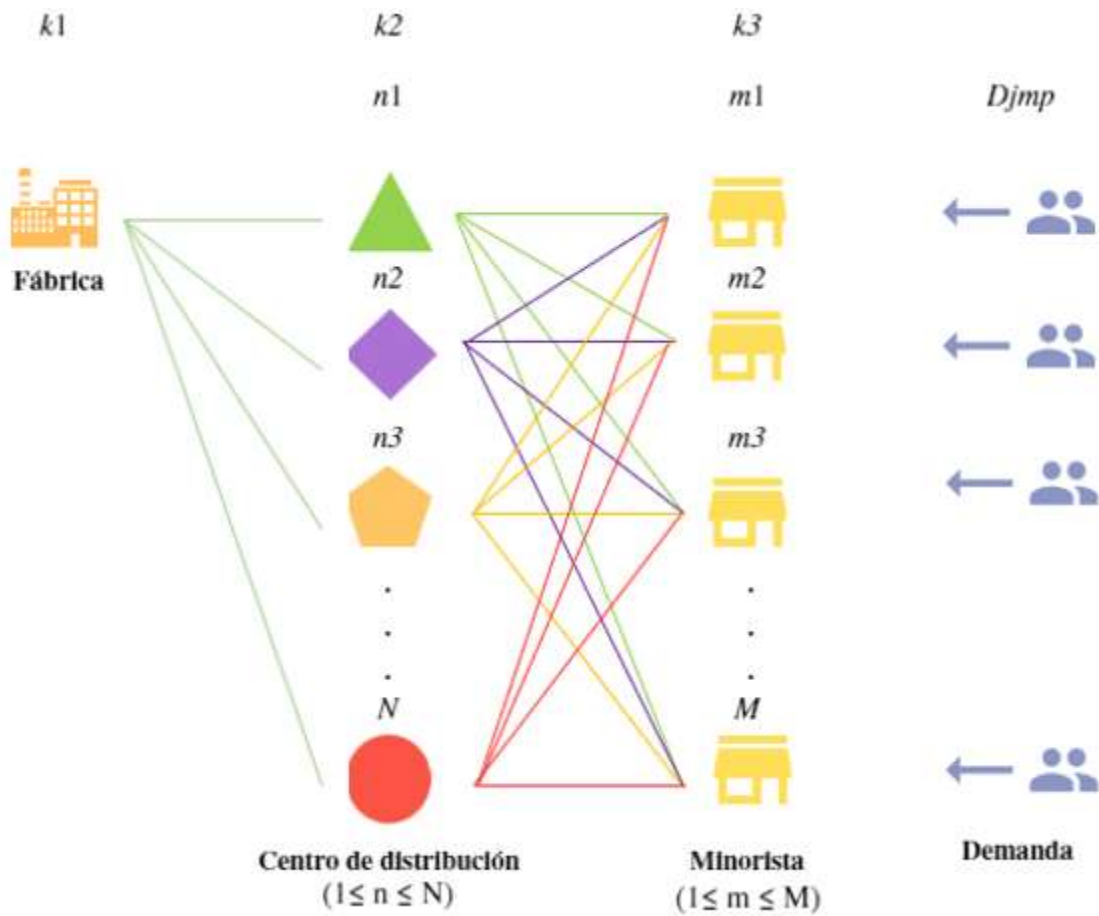 k1 k2 k3
n1 m1 Djmp
Fábrica
n2 m2
n3 m3
.
.
.
.
.
.
N M
Centro de distribución Minorista Demanda
(1≤ n ≤ N) (1≤ m ≤ M)